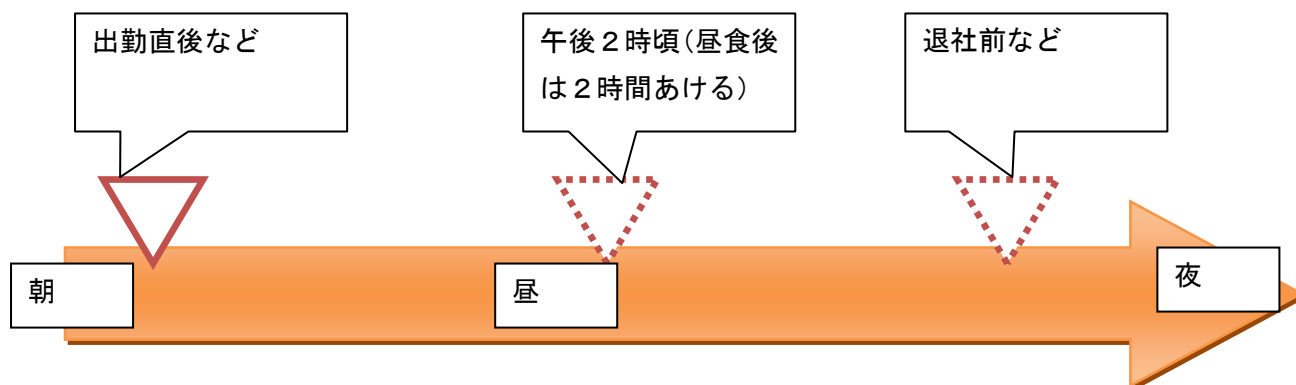 出勤直後など
午後２時頃（昼食後
は２時間あける）
退社前など
朝
昼
夜